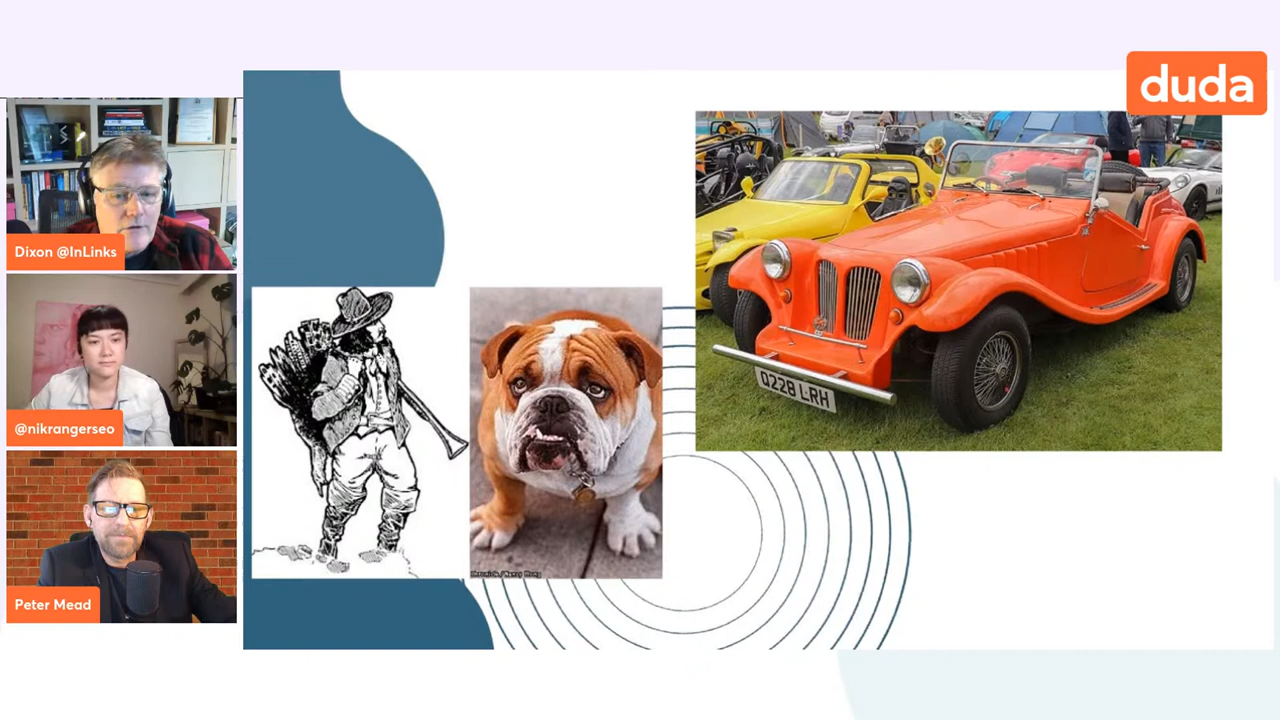 duda
Dixon @InLinks
@nikrangerseo
Peter Mead
Q228 LRH